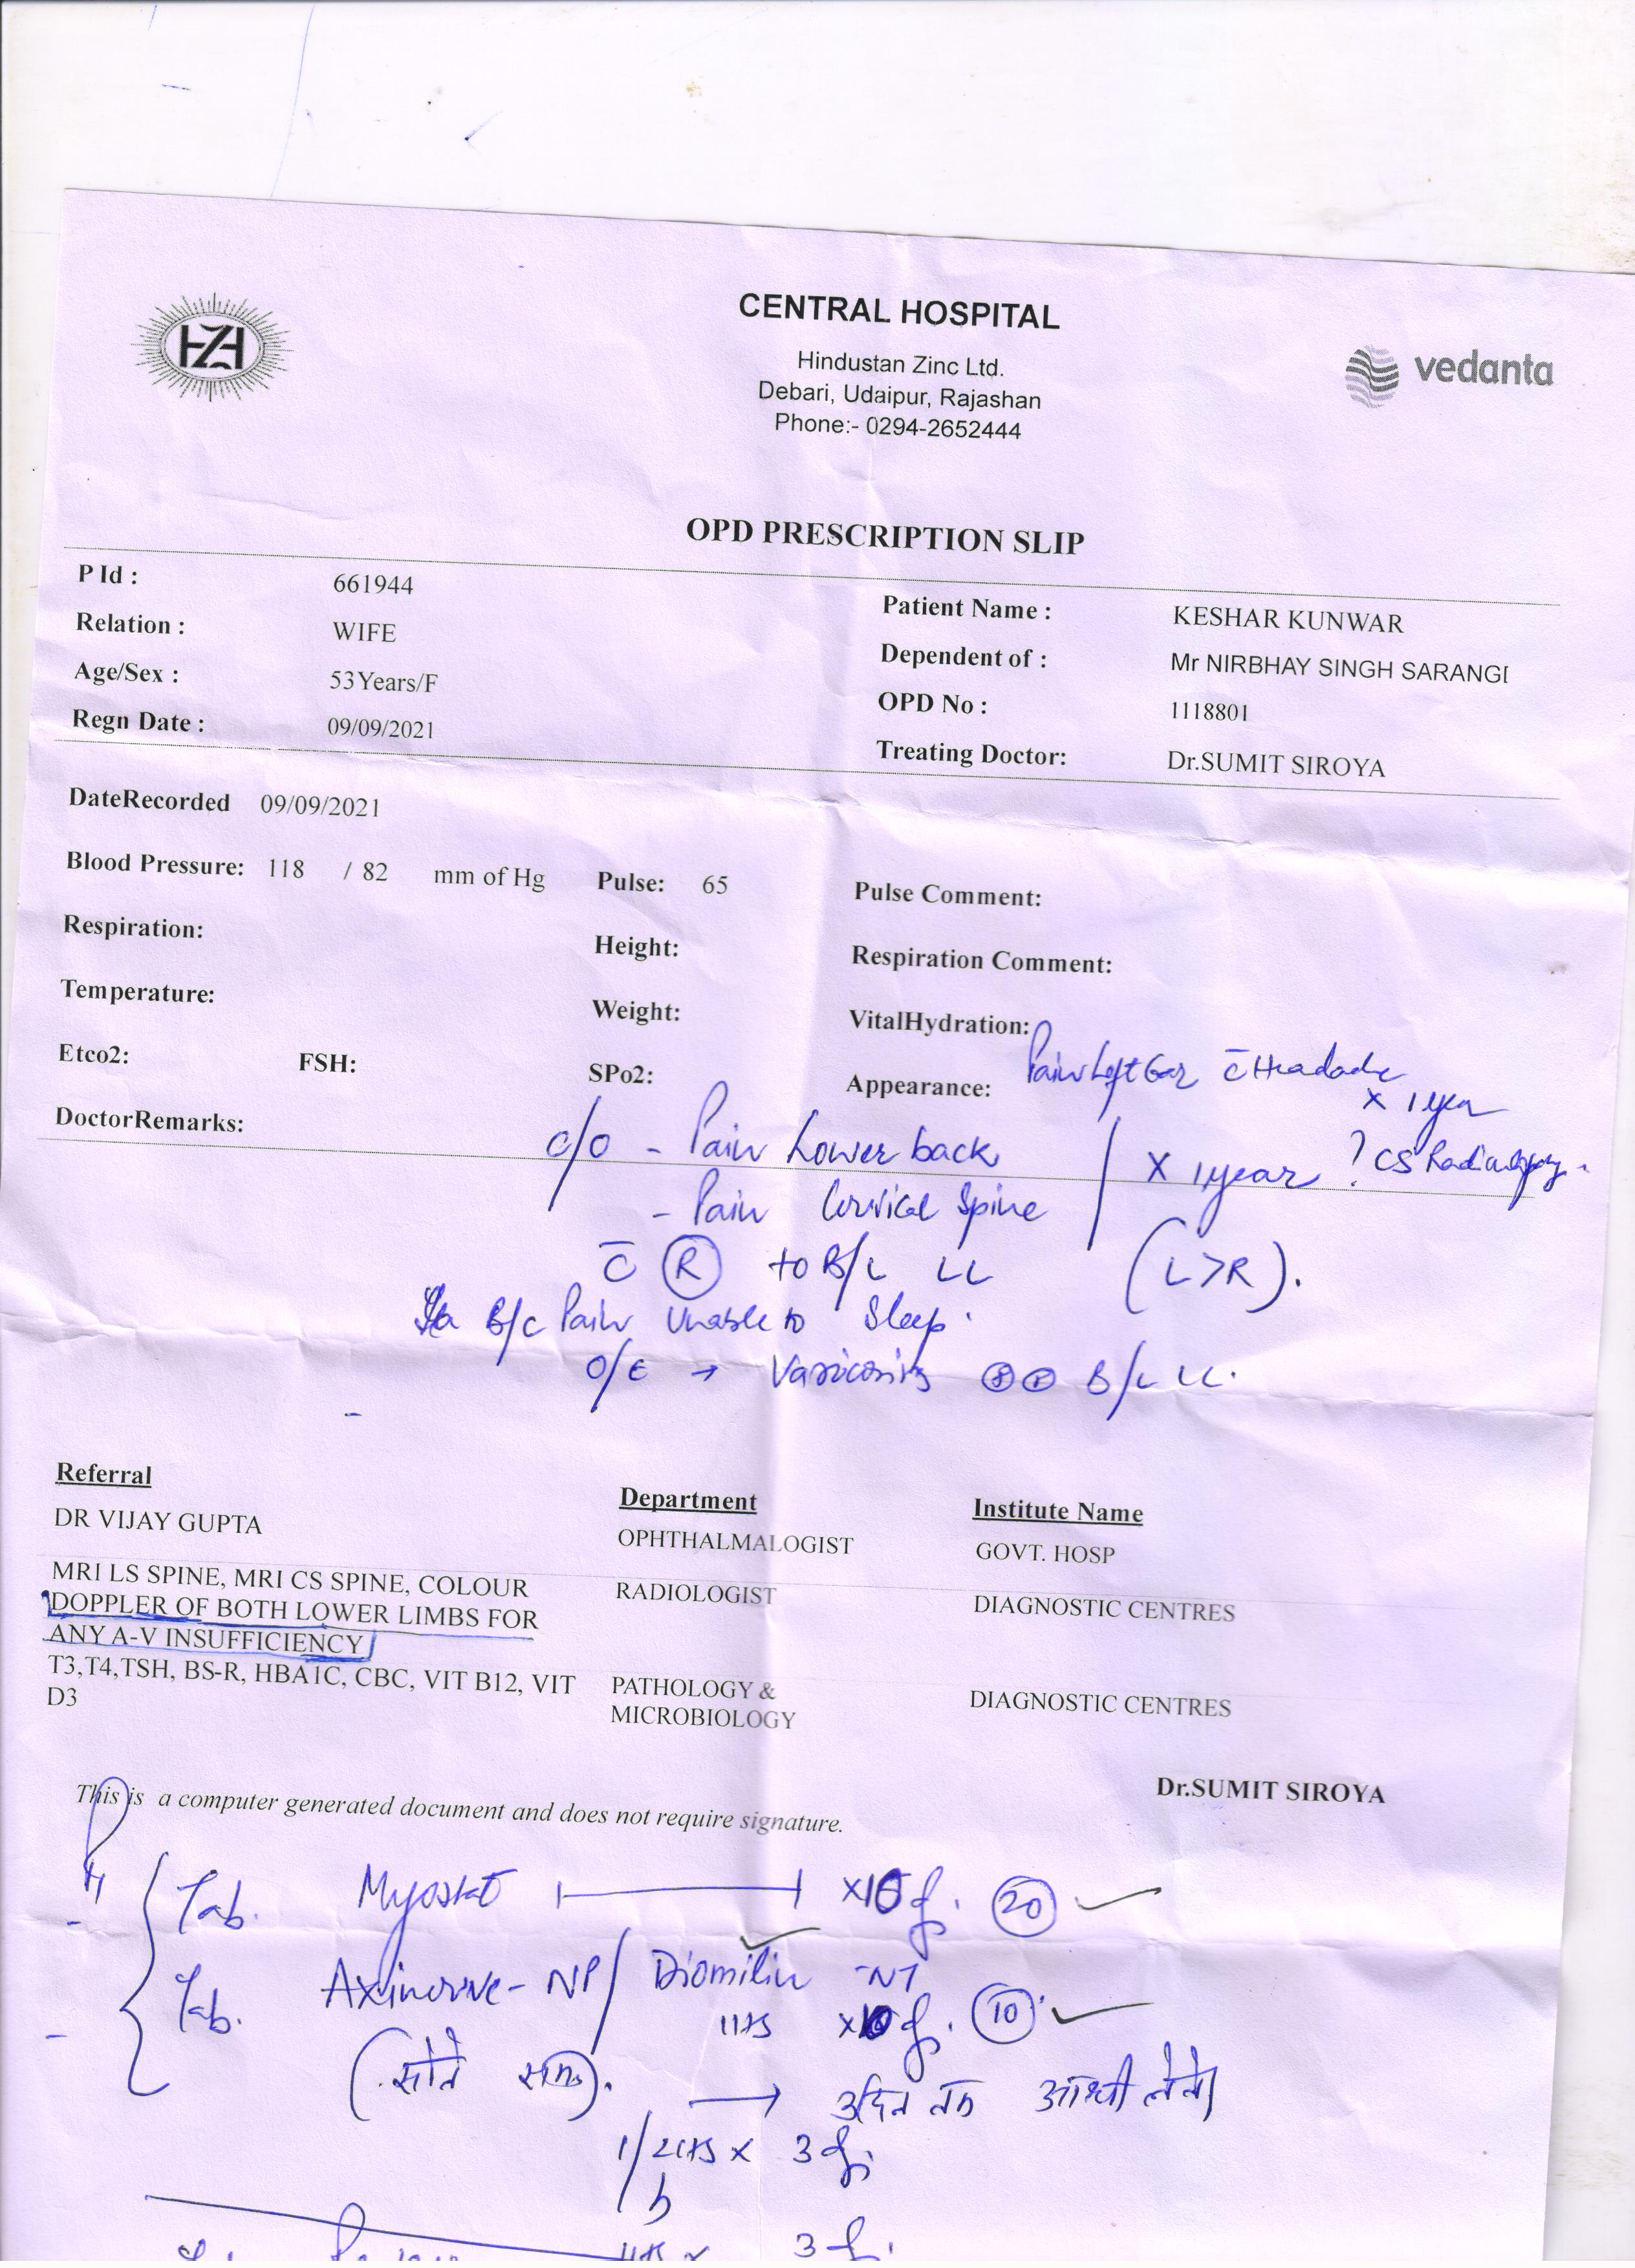 HZH
CENTRAL HOSPITAL
vedanta
Hindustan Zinc Ltd.
Debari, Udaipur, Rajashan
Phone:- 0294-2652444
OPD PRESCRIPTION SLIP
P Id : 661944 Patient Name : KESHAR KUNWAR
Relation : WIFE Dependent of : Mr NIRBHAY SINGH SARANGI
Age/Sex : 53Years/F OPD No : 1118801
Regn Date : 09/09/2021 Treating Doctor: Dr.SUMIT SIROYA
DateRecorded 09/09/2021
Blood Pressure: 118 / 82 mm of Hg Pulse: 65 Pulse Comment:
Respiration: Height: Respiration Comment:
Temperature: Weight: VitalHydration:
Etco2: FSH: SPo2: Appearance:
Pain Left Ear c̄ Headache
x 1 year
DoctorRemarks:
c/o - Pain Lower back x 1 year ? CS
- Pain Cervical Spine
c̄ (R) to B/L LL (L>R).
B/c Pain Unable to Sleep.
O/E → Varicosity B/L LL.
Referral Department Institute Name
DR VIJAY GUPTA OPHTHALMALOGIST GOVT. HOSP
MRI LS SPINE, MRI CS SPINE, COLOUR RADIOLOGIST DIAGNOSTIC CENTRES
DOPPLER OF BOTH LOWER LIMBS FOR
ANY A-V INSUFFICIENCY
T3,T4,TSH, BS-R, HBA1C, CBC, VIT B12, VIT PATHOLOGY & DIAGNOSTIC CENTRES
D3 MICROBIOLOGY
Dr.SUMIT SIROYA
This is a computer generated document and does not require signature.
Tab. 20
Tab. Axinerve-NP/ -NT
1HS 10
(सोते
3दिन तक आधी लेवें
1/2HS x 3
3